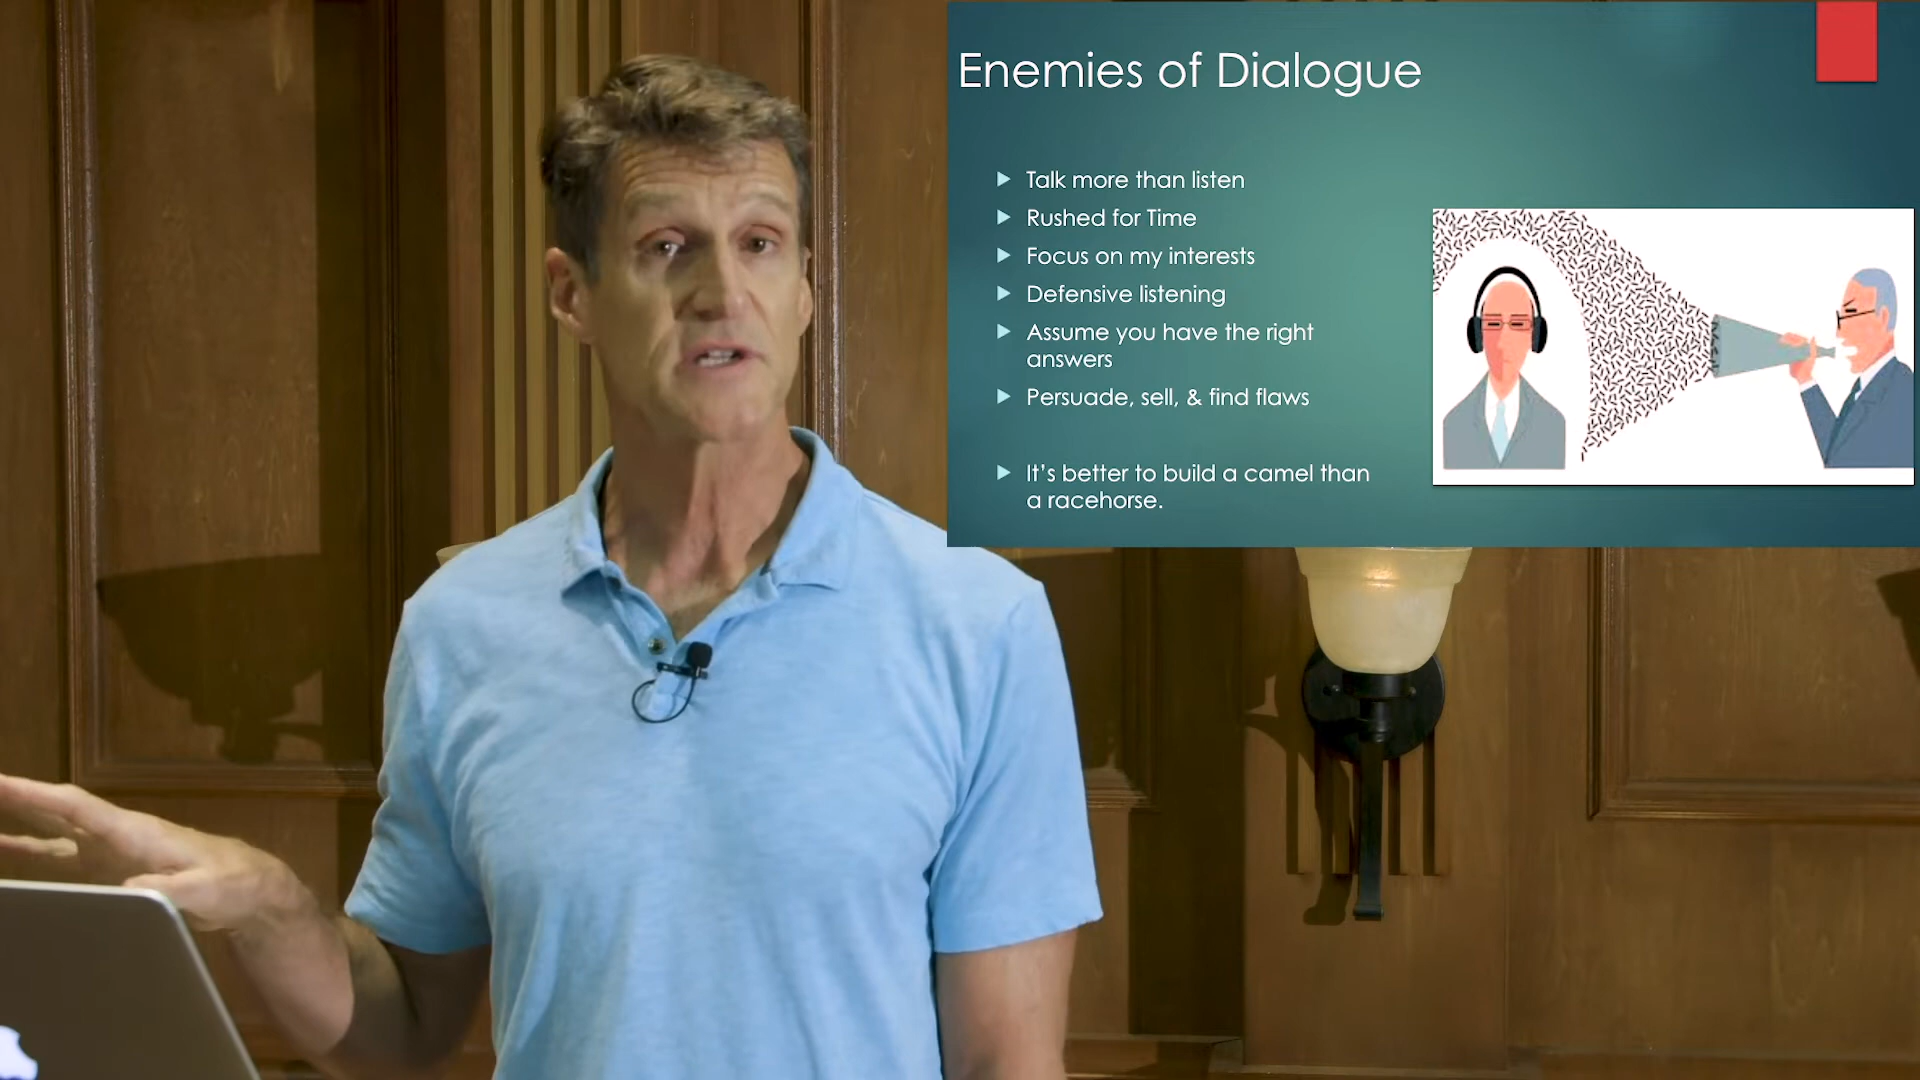 Enemies of Dialogue
Talk more than listen
Rushed for Time
Focus on my interests
Defensive listening
Assume you have the right
answers
Persuade, sell, & find flaws
It's better to build a camel than
a racehorse.